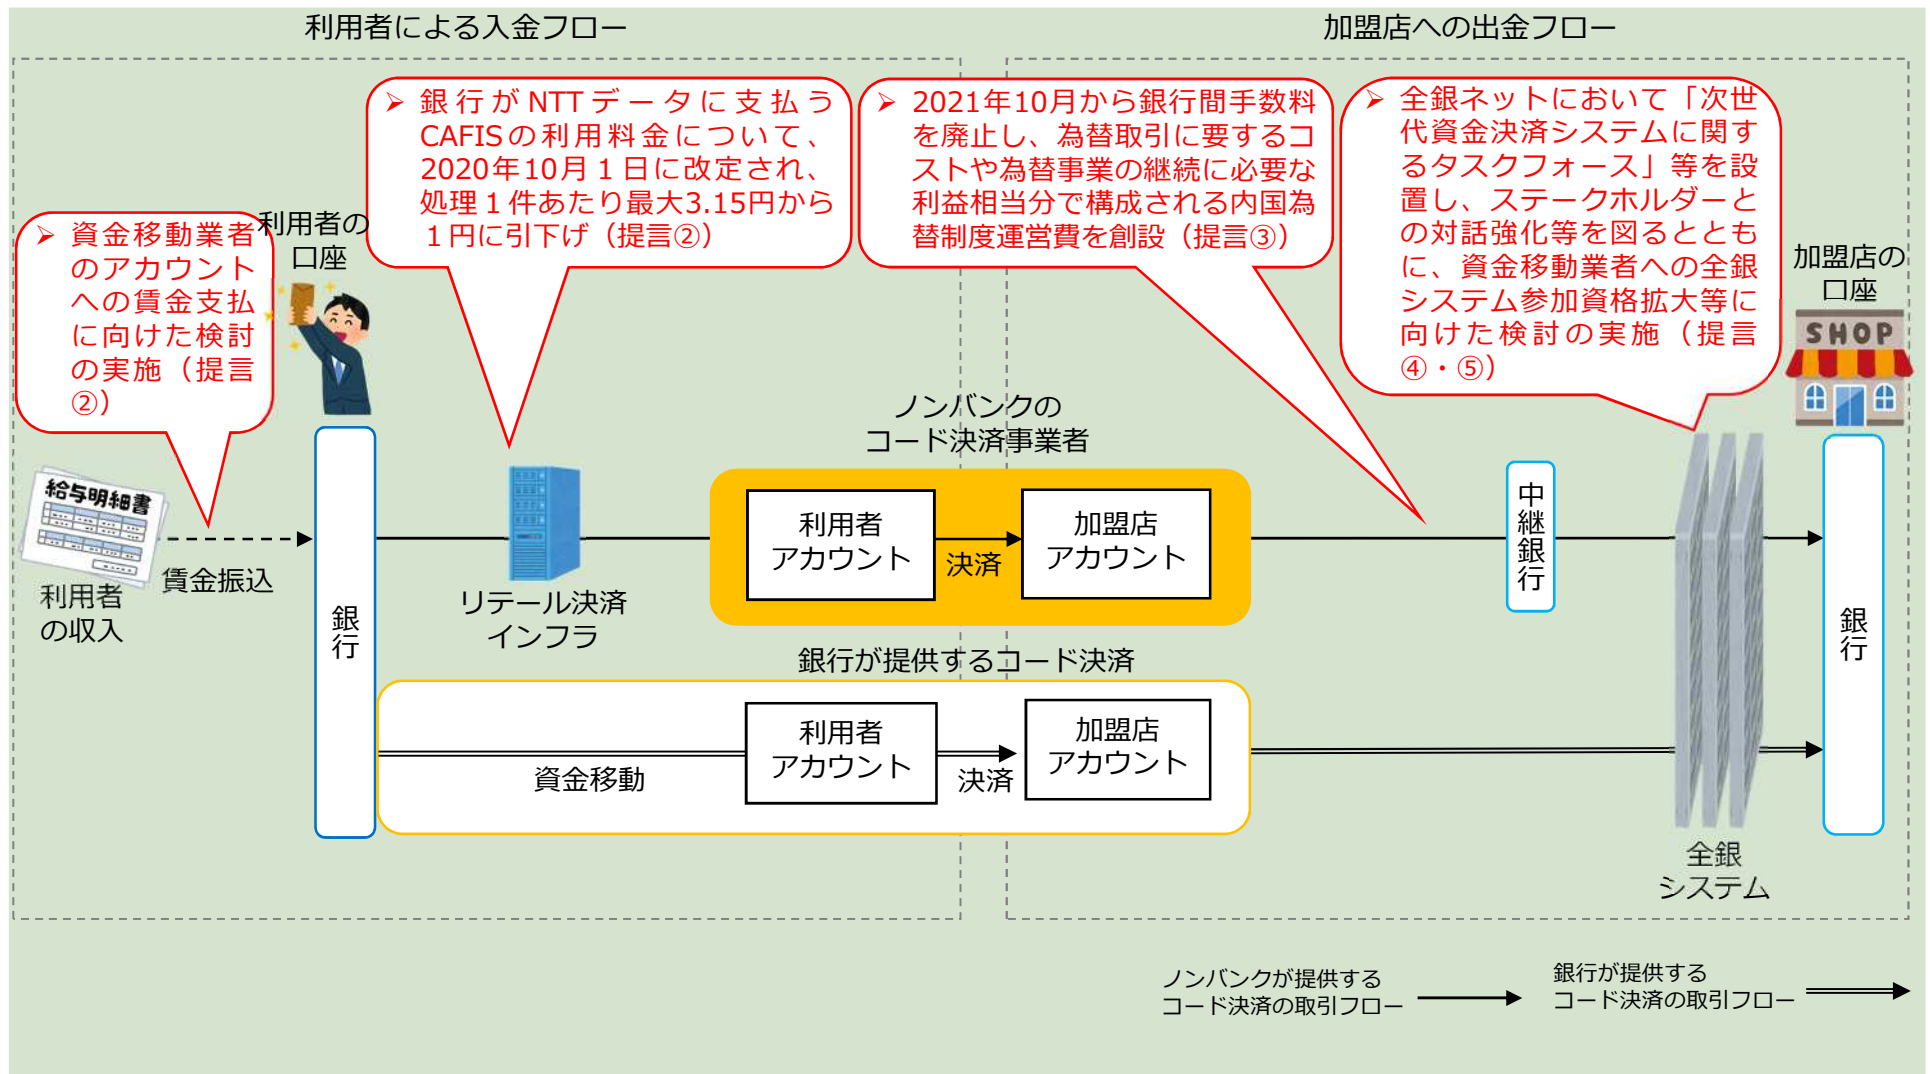 利用者による入金フロー
加盟店への出金フロー
➢ 資金移動業者
のアカウント
への賃金支払
に向けた検討
の実施（提言
②）
利用者の
口座
➢ 銀行がNTTデータに支払う
CAFISの利用料金について、
2020年10月１日に改定され、
処理１件あたり最大3.15円から
１円に引下げ（提言②）
➢ 2021年10月から銀行間手数料
を廃止し、為替取引に要するコ
ストや為替事業の継続に必要な
利益相当分で構成される内国為
替制度運営費を創設（提言③）
➢ 全銀ネットにおいて「次世
代資金決済システムに関す
るタスクフォース」等を設
置し、ステークホルダーと
の対話強化等を図るととも
に、資金移動業者への全銀
システム参加資格拡大等に
向けた検討の実施（提言
④・⑤）
加盟店の
口座
SHOP
ノンバンクの
コード決済事業者
給与明細書
利用者
の収入
賃金振込
銀行
リテール決済
インフラ
利用者
アカウント
決済
加盟店
アカウント
中継銀行
銀行
銀行が提供するコード決済
資金移動
利用者
アカウント
決済
加盟店
アカウント
全銀
システム
ノンバンクが提供する
コード決済の取引フロー
銀行が提供する
コード決済の取引フロー